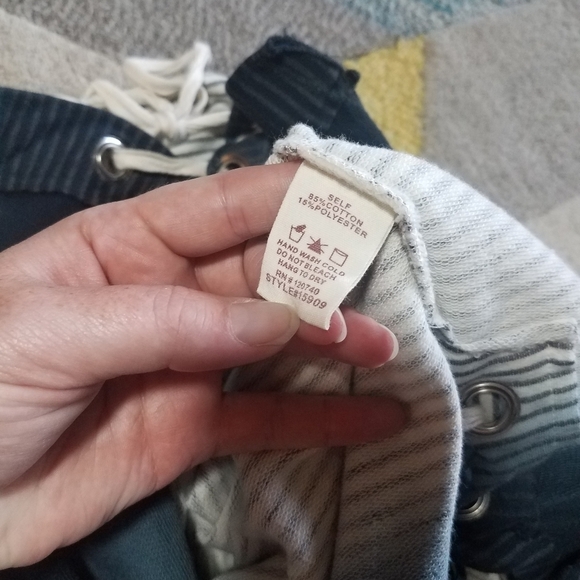 SELF
85%COTTON
15%POLYESTER
HAND WASH COLD
DO NOT BLEACH
HANG TO DRY
RN# 120740
STYLE#15909